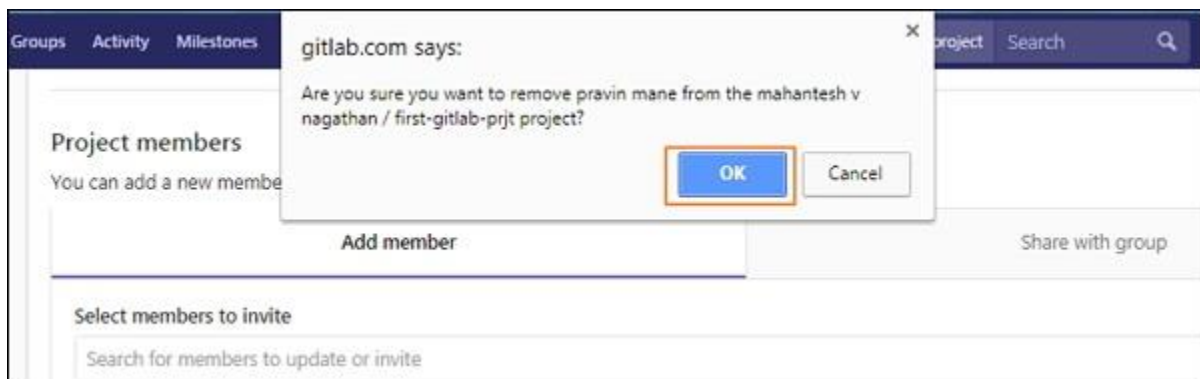 Groups Activity Milestones
project Search
gitlab.com says:
Are you sure you want to remove pravin mane from the mahantesh v
nagathan / first-gitlab-prjt project?
OK Cancel
Project members
You can add a new membe
Add member Share with group
Select members to invite
Search for members to update or invite